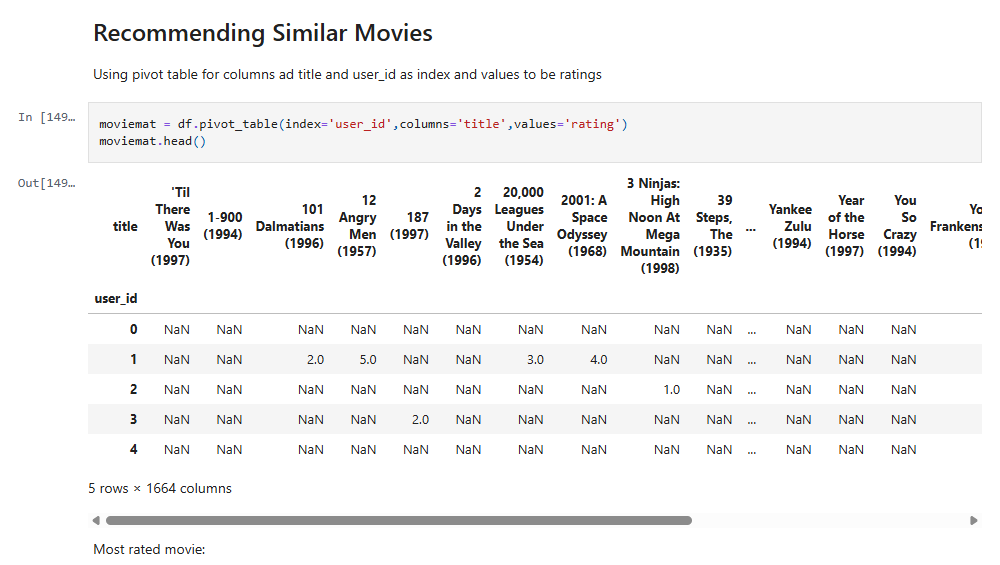 Recommending Similar Movies
Using pivot table for columns ad title and user_id as index and values to be ratings
In [149…
moviemat = df.pivot_table(index='user_id',columns='title',values='rating')
moviemat.head()
Out[149…
title 'Til There Was You (1997) 1-900 (1994) 101 Dalmatians (1996) 12 Angry Men (1957) 187 (1997) 2 Days in the Valley (1996) 20,000 Leagues Under the Sea (1954) 2001: A Space Odyssey (1968) 3 Ninjas: High Noon At Mega Mountain (1998) 39 Steps, The (1935) ... Yankee Zulu (1994) Year of the Horse (1997) You So Crazy (1994)
user_id
0 NaN NaN NaN NaN NaN NaN NaN NaN NaN NaN ... NaN NaN NaN
1 NaN NaN 2.0 5.0 NaN NaN 3.0 4.0 NaN NaN ... NaN NaN NaN
2 NaN NaN NaN NaN NaN NaN NaN NaN 1.0 NaN ... NaN NaN NaN
3 NaN NaN NaN NaN 2.0 NaN NaN NaN NaN NaN ... NaN NaN NaN
4 NaN NaN NaN NaN NaN NaN NaN NaN NaN NaN ... NaN NaN NaN
5 rows × 1664 columns
Most rated movie: